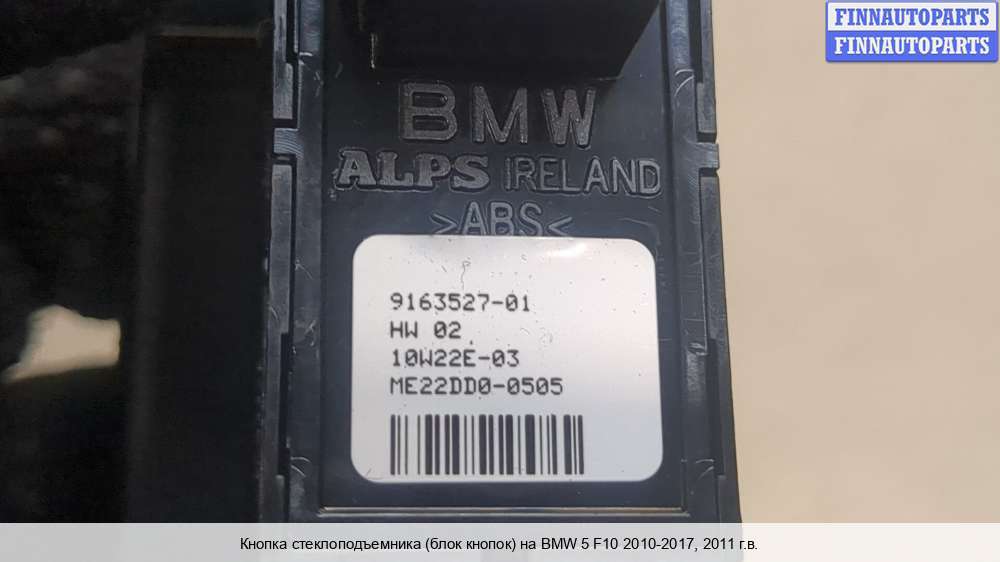 FINNAUTOPARTS
FINNAUTOPARTS
BMW
ALPS IRELAND
>ABS<
9163527-01
HW 02
10W22E-03
ME22DD0-0505
Кнопка стеклоподъемника (блок кнопок) на BMW 5 F10 2010-2017, 2011 г.в.